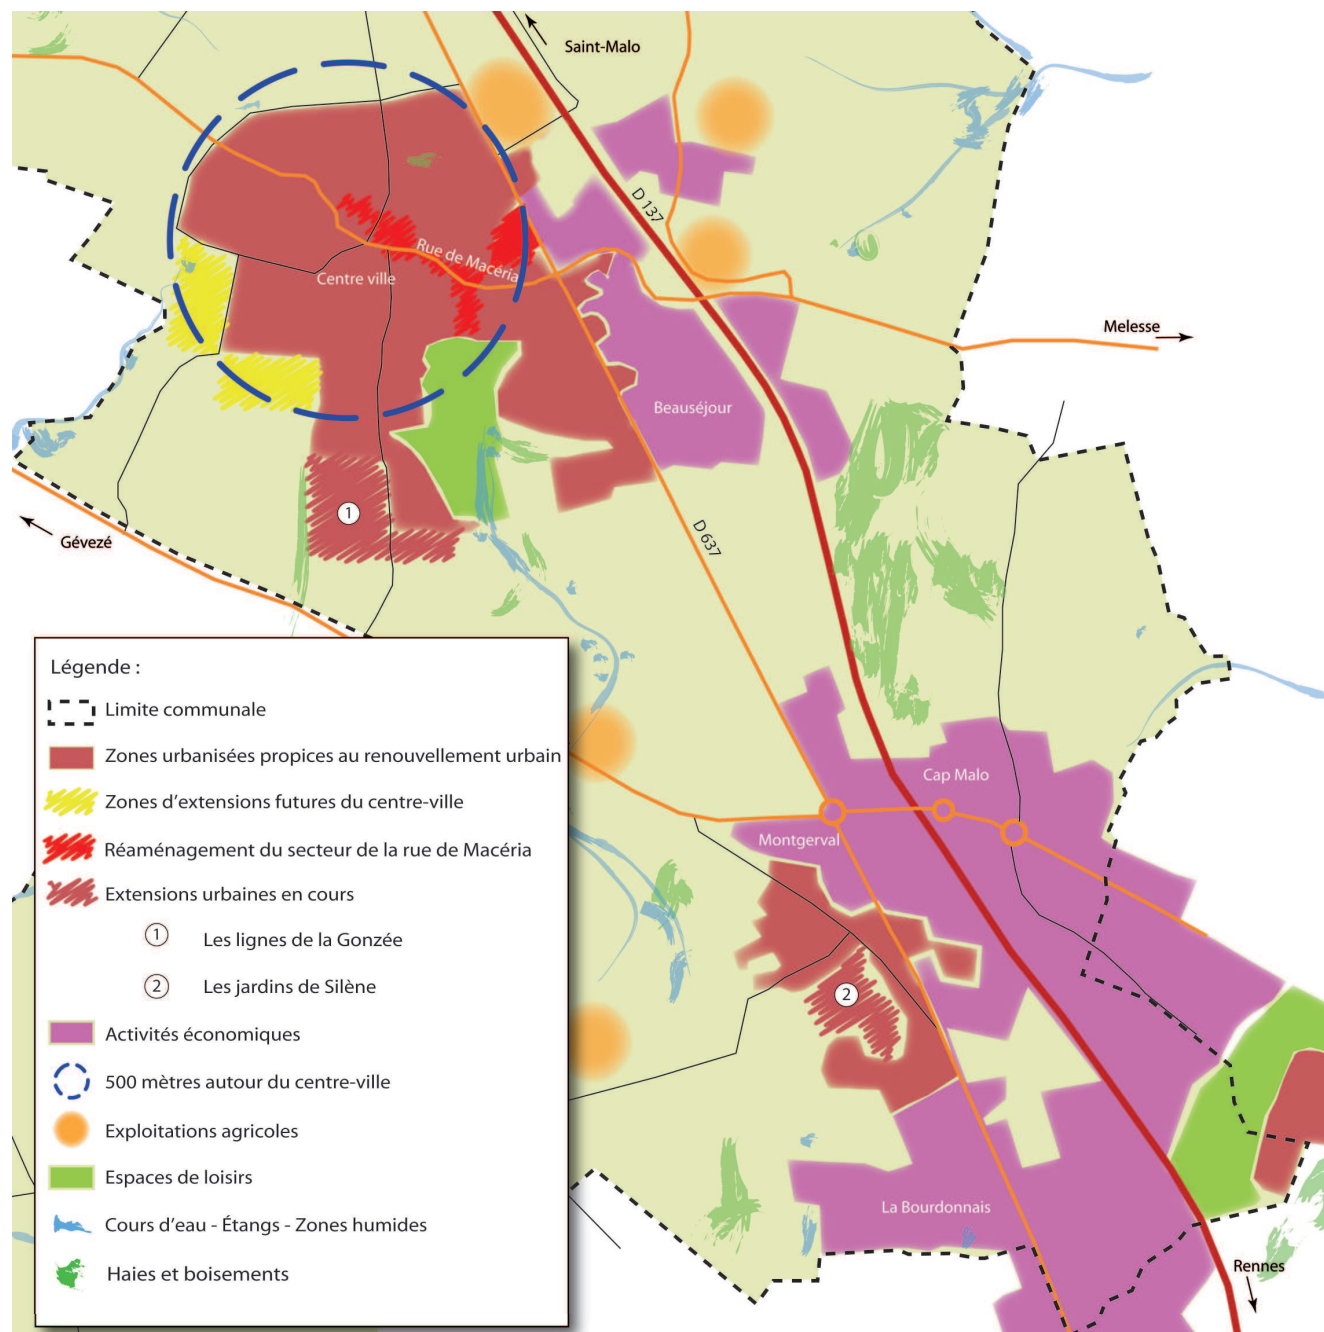 Saint-Malo
D 137
Rue de Macéria
Centre ville
Melesse
Beauséjour
1
Gévezé
D 637
Cap Malo
Montgerval
2
La Bourdonnais
Rennes
Légende :
Limite communale
Zones urbanisées propices au renouvellement urbain
Zones d'extensions futures du centre-ville
Réaménagement du secteur de la rue de Macéria
Extensions urbaines en cours
1 Les lignes de la Gonzée
2 Les jardins de Silène
Activités économiques
500 mètres autour du centre-ville
Exploitations agricoles
Espaces de loisirs
Cours d'eau - Étangs - Zones humides
Haies et boisements